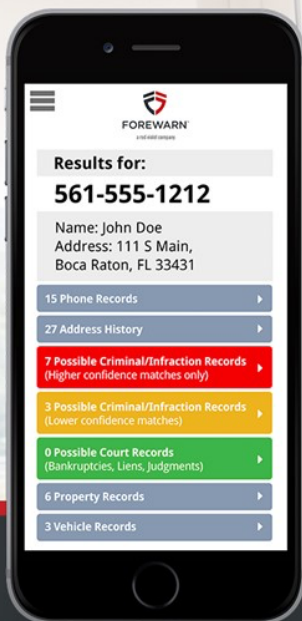 FOREWARN
a red violet company
Results for:
561-555-1212
Name: John Doe
Address: 111 S Main,
Boca Raton, FL 33431
15 Phone Records
27 Address History
7 Possible Criminal/Infraction Records
(Higher confidence matches only)
3 Possible Criminal/Infraction Records
(Lower confidence matches)
0 Possible Court Records
(Bankruptcies, Liens, Judgments)
6 Property Records
3 Vehicle Records